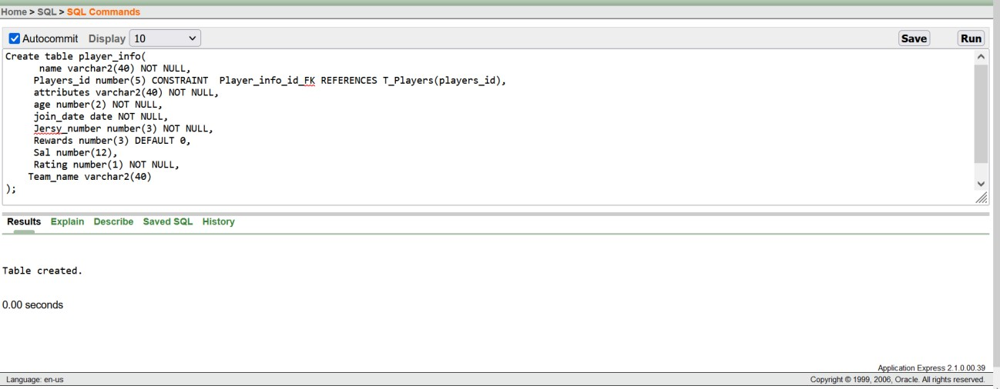 Home > SQL > SQL Commands
Autocommit Display 10 Save Run
Create table player_info(
name varchar2(40) NOT NULL,
Players_id number(5) CONSTRAINT  Player_info_id_FK REFERENCES T_Players(players_id),
attributes varchar2(40) NOT NULL,
age number(2) NOT NULL,
join_date date NOT NULL,
Jersy_number number(3) NOT NULL,
Rewards number(3) DEFAULT 0,
Sal number(12),
Rating number(1) NOT NULL,
Team_name varchar2(40)
);
Results Explain Describe Saved SQL History
Table created.
0.00 seconds
Application Express 2.1.0.00.39
Language: en-us Copyright © 1999, 2006, Oracle. All rights reserved.